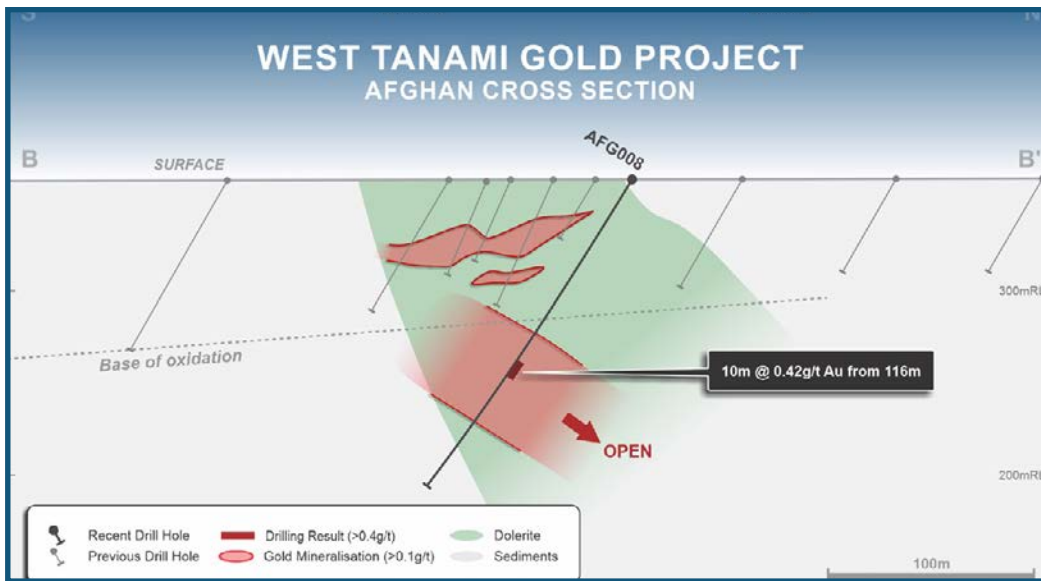 S N
WEST TANAMI GOLD PROJECT
AFGHAN CROSS SECTION
AFG008
B SURFACE B'
300mRL
Base of oxidation
10m @ 0.42g/t Au from 116m
OPEN
200mRL
Recent Drill Hole Drilling Result (>0.4g/t) Dolerite
Previous Drill Hole Gold Mineralisation (>0.1g/t) Sediments
100m